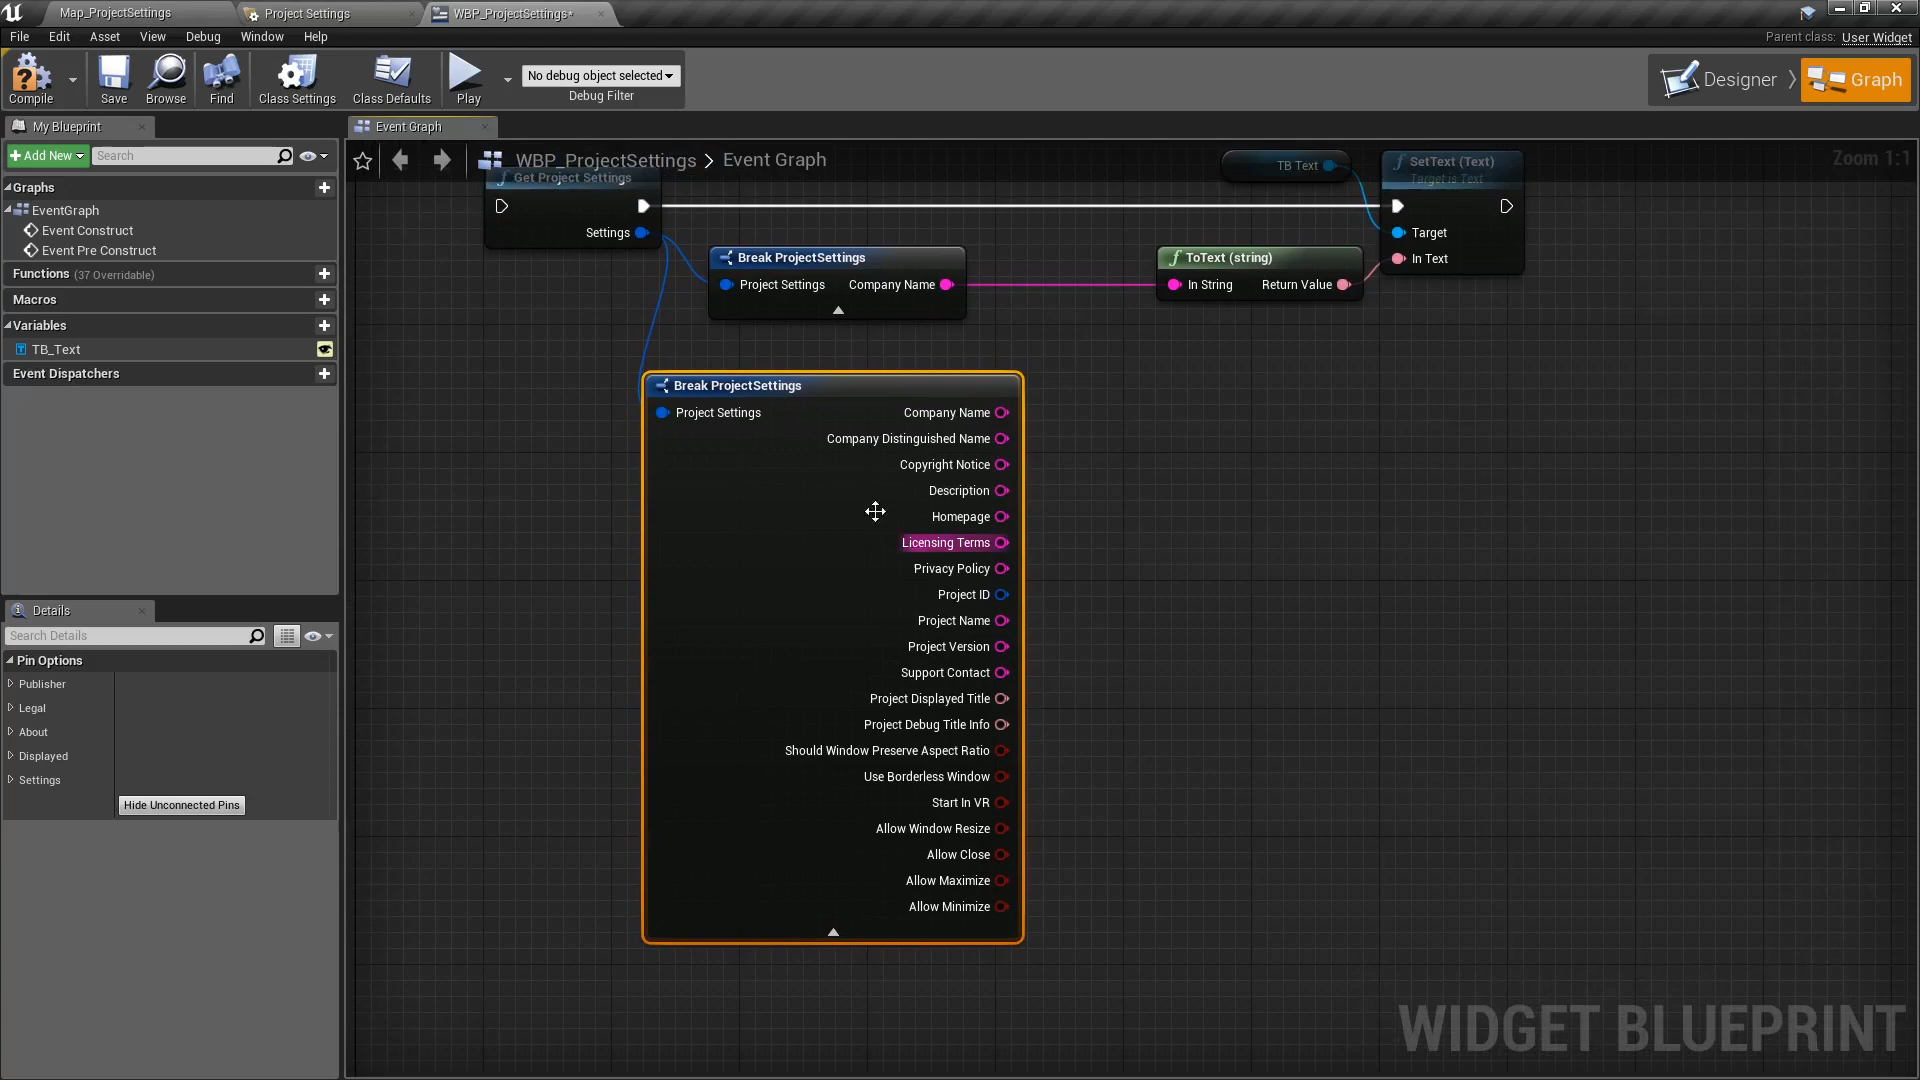 Map_ProjectSettings
Project Settings
WBP_ProjectSettings*
File Edit Asset View Debug Window Help
Parent class: User Widget
Compile
Save
Browse
Find
Class Settings
Class Defaults
Play
No debug object selected
Debug Filter
Designer
Graph
My Blueprint
Add New
Search
Graphs
EventGraph
Event Construct
Event Pre Construct
Functions (37 Overridable)
Macros
Variables
TB_Text
Event Dispatchers
Details
Search Details
Pin Options
Publisher
Legal
About
Displayed
Settings
Hide Unconnected Pins
Event Graph
WBP_ProjectSettings > Event Graph
Zoom 1:1
Get Project Settings
Settings
TB Text
SetText (Text)
Target is Text
Target
In Text
Break ProjectSettings
Project Settings Company Name
ToText (string)
In String Return Value
Break ProjectSettings
Project Settings Company Name
Company Distinguished Name
Copyright Notice
Description
Homepage
Licensing Terms
Privacy Policy
Project ID
Project Name
Project Version
Support Contact
Project Displayed Title
Project Debug Title Info
Should Window Preserve Aspect Ratio
Use Borderless Window
Start In VR
Allow Window Resize
Allow Close
Allow Maximize
Allow Minimize
WIDGET BLUEPRINT